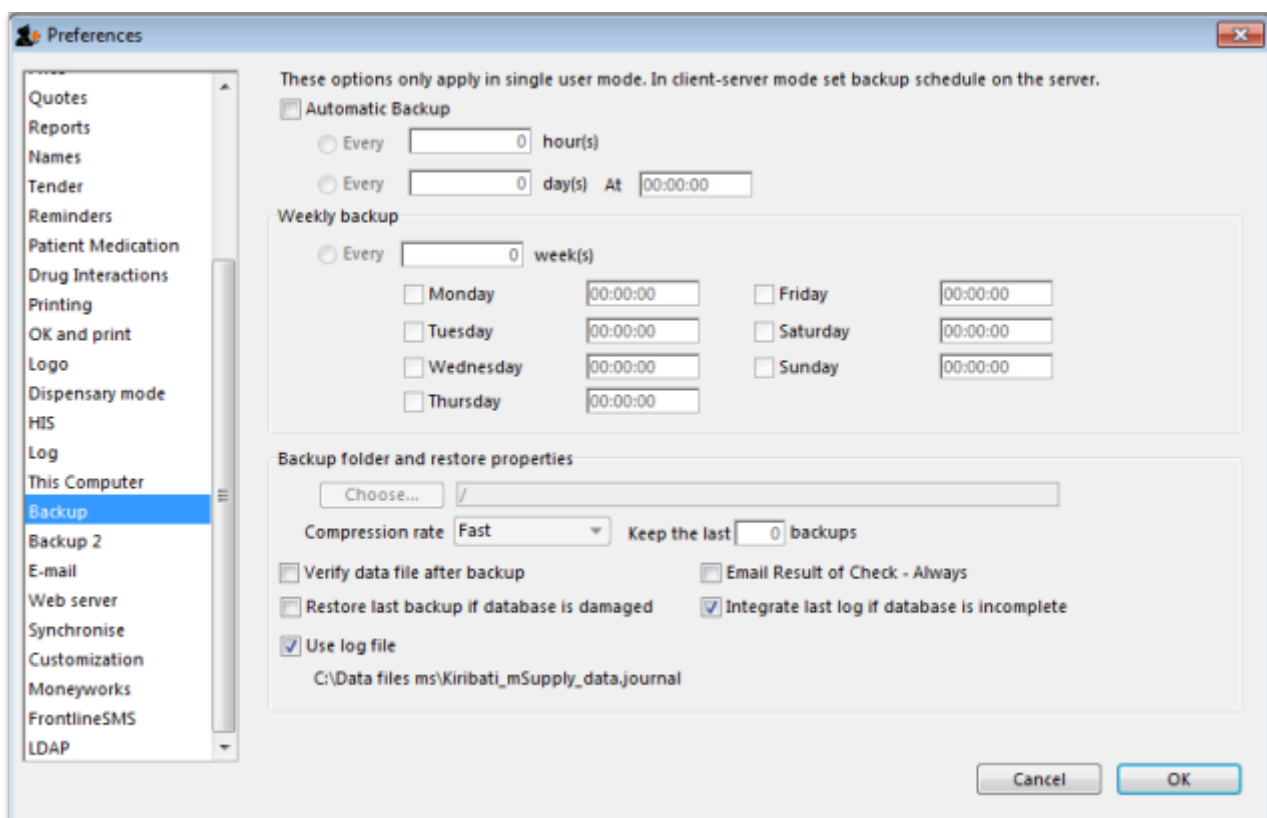 Preferences
Quotes
Reports
Names
Tender
Reminders
Patient Medication
Drug Interactions
Printing
OK and print
Logo
Dispensary mode
HIS
Log
This Computer
Backup
Backup 2
E-mail
Web server
Synchronise
Customization
Moneyworks
FrontlineSMS
LDAP
These options only apply in single user mode. In client-server mode set backup schedule on the server.
Automatic Backup
Every 0 hour(s)
Every 0 day(s) At 00:00:00
Weekly backup
Every 0 week(s)
Monday 00:00:00 Friday 00:00:00
Tuesday 00:00:00 Saturday 00:00:00
Wednesday 00:00:00 Sunday 00:00:00
Thursday 00:00:00
Backup folder and restore properties
Choose... /
Compression rate Fast Keep the last 0 backups
Verify data file after backup Email Result of Check - Always
Restore last backup if database is damaged Integrate last log if database is incomplete
Use log file
C:\Data files ms\Kiribati_mSupply_data.journal
Cancel OK